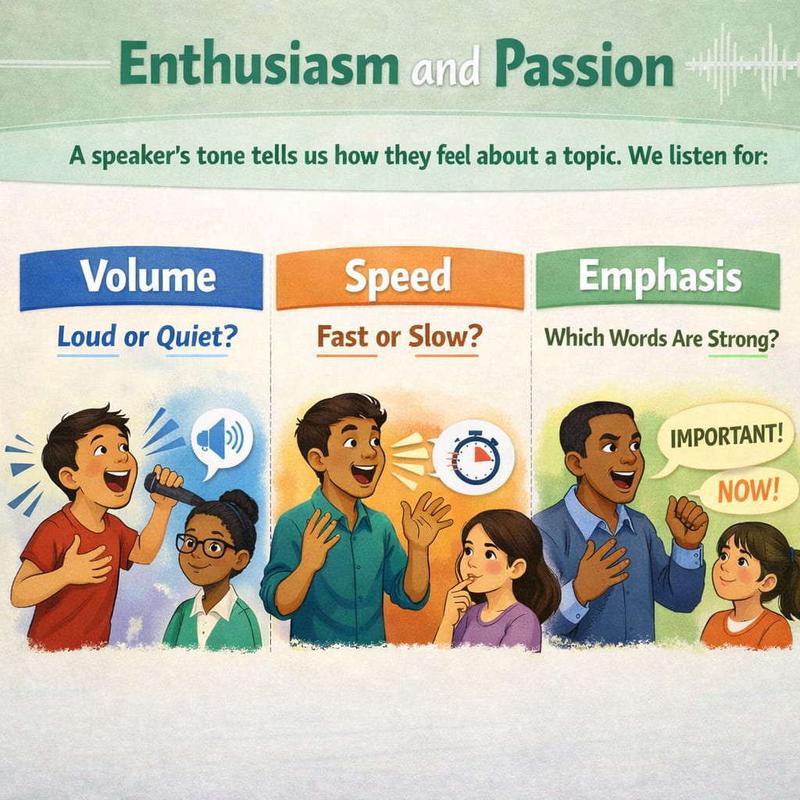 Enthusiasm and Passion
A speaker's tone tells us how they feel about a topic. We listen for:
Volume
Loud or Quiet?
Speed
Fast or Slow?
Emphasis
Which Words Are Strong?
IMPORTANT!
NOW!